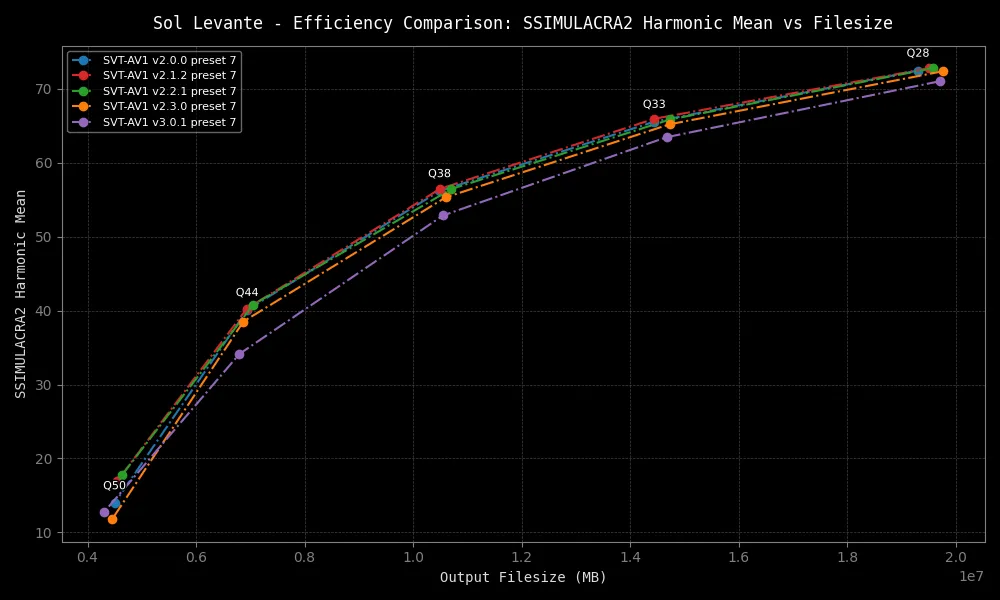 Sol Levante - Efficiency Comparison: SSIMULACRA2 Harmonic Mean vs Filesize
SVT-AV1 v2.0.0 preset 7
SVT-AV1 v2.1.2 preset 7
SVT-AV1 v2.2.1 preset 7
SVT-AV1 v2.3.0 preset 7
SVT-AV1 v3.0.1 preset 7
Q28
Q33
Q38
Q44
Q50
SSIMULACRA2 Harmonic Mean
70
60
50
40
30
20
10
0.4 0.6 0.8 1.0 1.2 1.4 1.6 1.8 2.0
1e7
Output Filesize (MB)